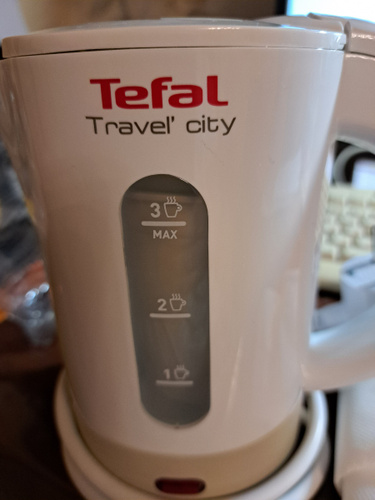 Tefal
Travel' city
3
MAX
2
1